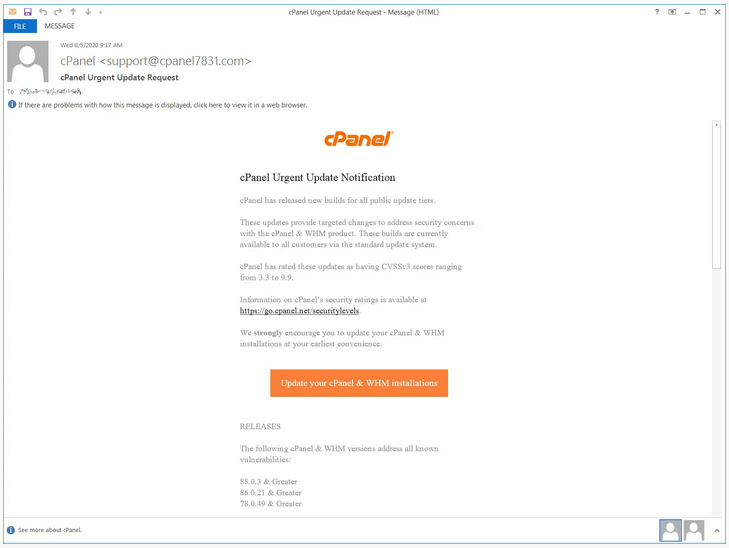 cPanel Urgent Update Request - Message (HTML)
FILE MESSAGE
Wed 8/5/2020 9:17 AM
cPanel <support@cpanel7831.com>
cPanel Urgent Update Request
To
If there are problems with how this message is displayed, click here to view it in a web browser.
cPanel
cPanel Urgent Update Notification
cPanel has released new builds for all public update tiers.
These updates provide targeted changes to address security concerns
with the cPanel & WHM product. These builds are currently
available to all customers via the standard update system.
cPanel has rated these updates as having CVSSv3 scores ranging
from 3.3 to 9.9.
Information on cPanel's security ratings is available at
https://go.cpanel.net/securitylevels.
We strongly encourage you to update your cPanel & WHM
installations at your earliest convenience.
Update your cPanel & WHM installations
RELEASES
The following cPanel & WHM versions address all known
vulnerabilities:
88.0.3 & Greater
86.0.21 & Greater
78.0.49 & Greater
See more about cPanel.